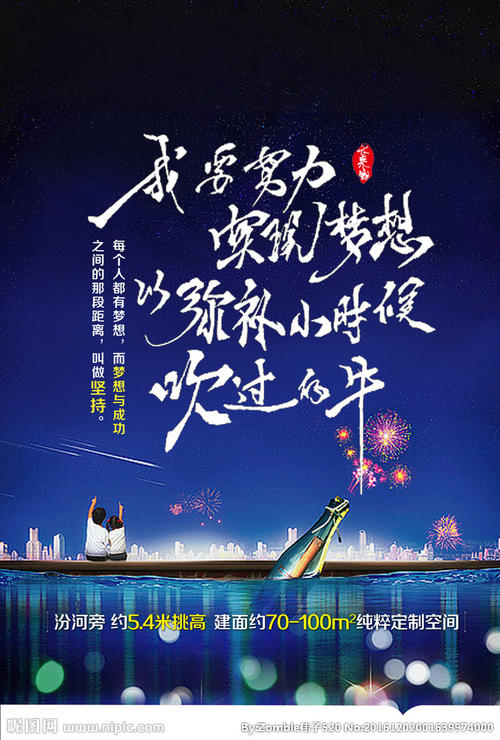 我要努力
实现梦想
以弥补小时候
吹过的牛
每个人都有梦想，而梦想与成功
之间的那段距离，叫做坚持。
汾河旁 约5.4米挑高 建面约70-100m²纯粹定制空间
昵图网 www.nipic.com
By:Zombie伟子520 No:20161202001639974000